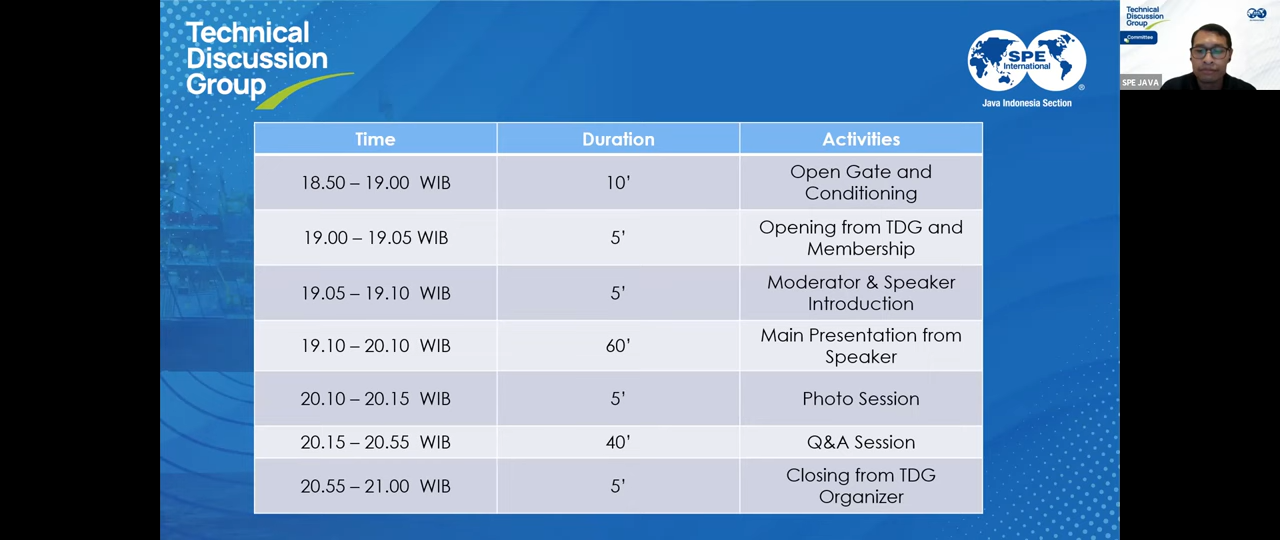 Technical
Discussion
Group
SPE
International
®
Java Indonesia Section
Time Duration Activities
18.50 – 19.00 WIB 10’ Open Gate and
Conditioning
19.00 – 19.05 WIB 5’ Opening from TDG and
Membership
19.05 – 19.10 WIB 5’ Moderator & Speaker
Introduction
19.10 – 20.10 WIB 60’ Main Presentation from
Speaker
20.10 – 20.15 WIB 5’ Photo Session
20.15 – 20.55 WIB 40’ Q&A Session
20.55 – 21.00 WIB 5’ Closing from TDG
Organizer
Technical
Discussion
Group
Committee
SPE JAVA